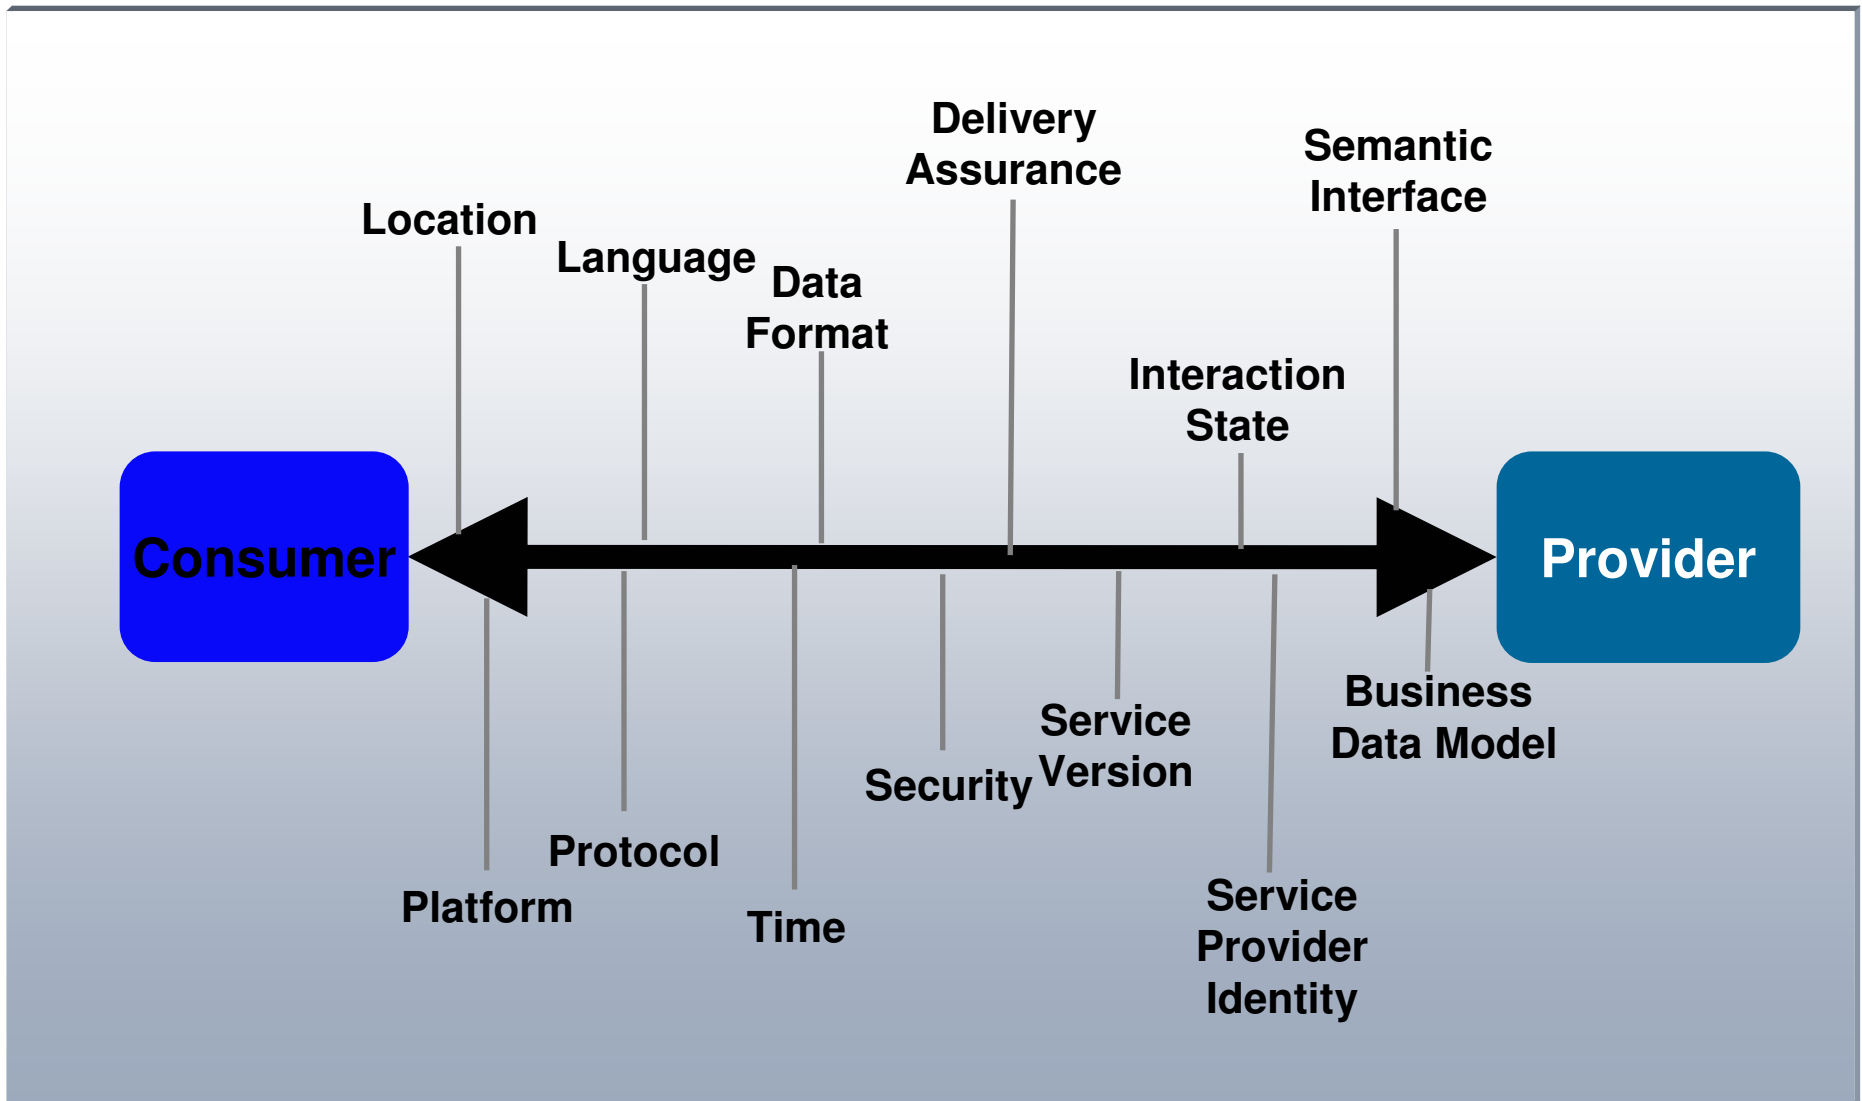 Delivery
Assurance
Semantic
Interface
Location
Language
Data
Format
Interaction
State
Consumer
Provider
Business
Data Model
Service
Version
Security
Protocol
Platform
Time
Service
Provider
Identity